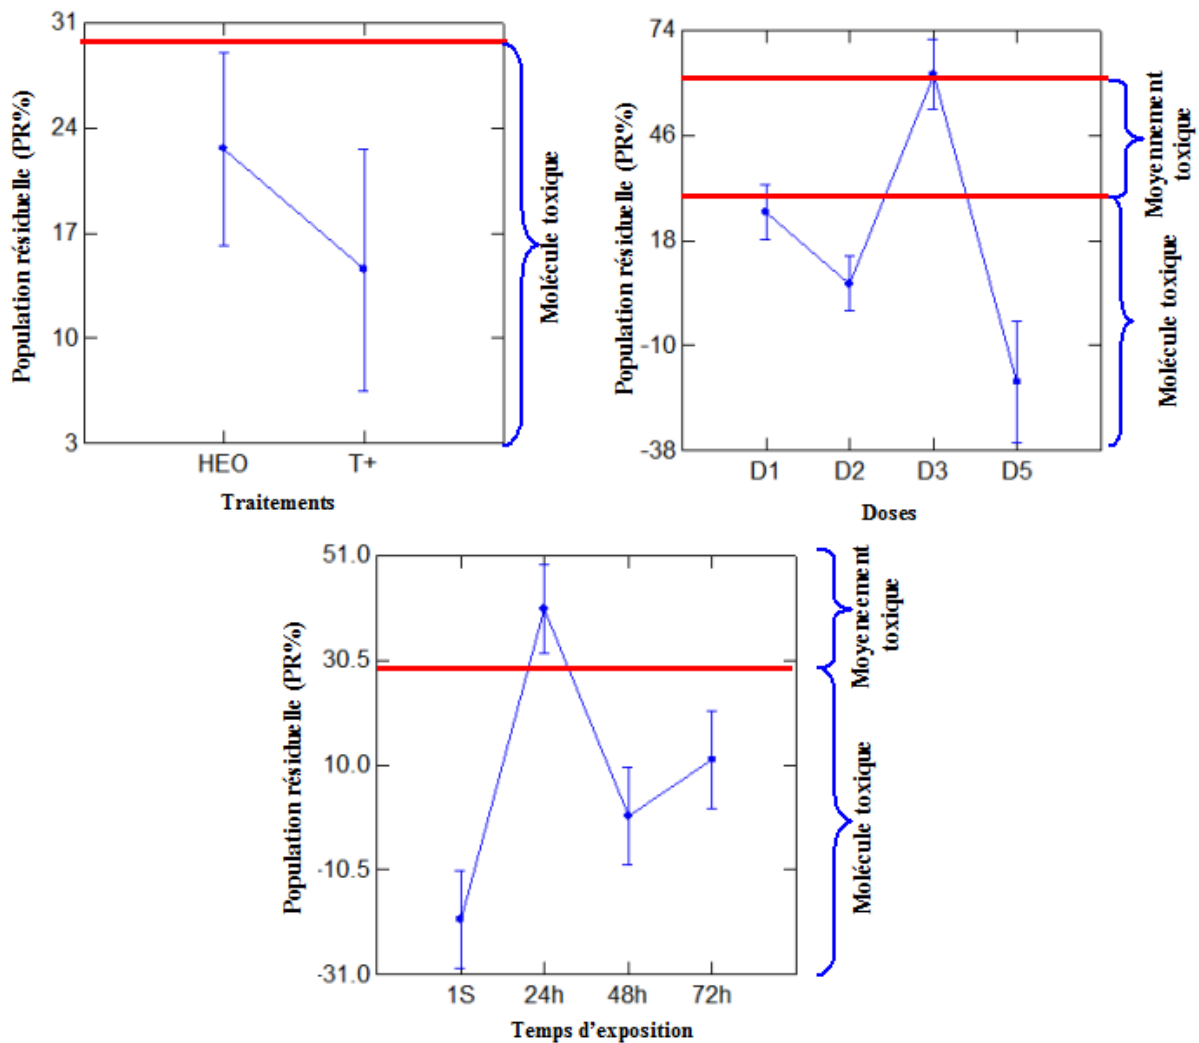 31
24
17
10
3
Population résiduelle (PR%)
HEO T+
Traitements
Molécule toxique
74
46
18
-10
-38
Population résiduelle (PR%)
D1 D2 D3 D5
Doses
Moyennement
toxique
Molécule toxique
51.0
30.5
10.0
-10.5
-31.0
Population résiduelle (PR%)
1S 24h 48h 72h
Temps d'exposition
Moyeneement
toxique
Molécule toxique